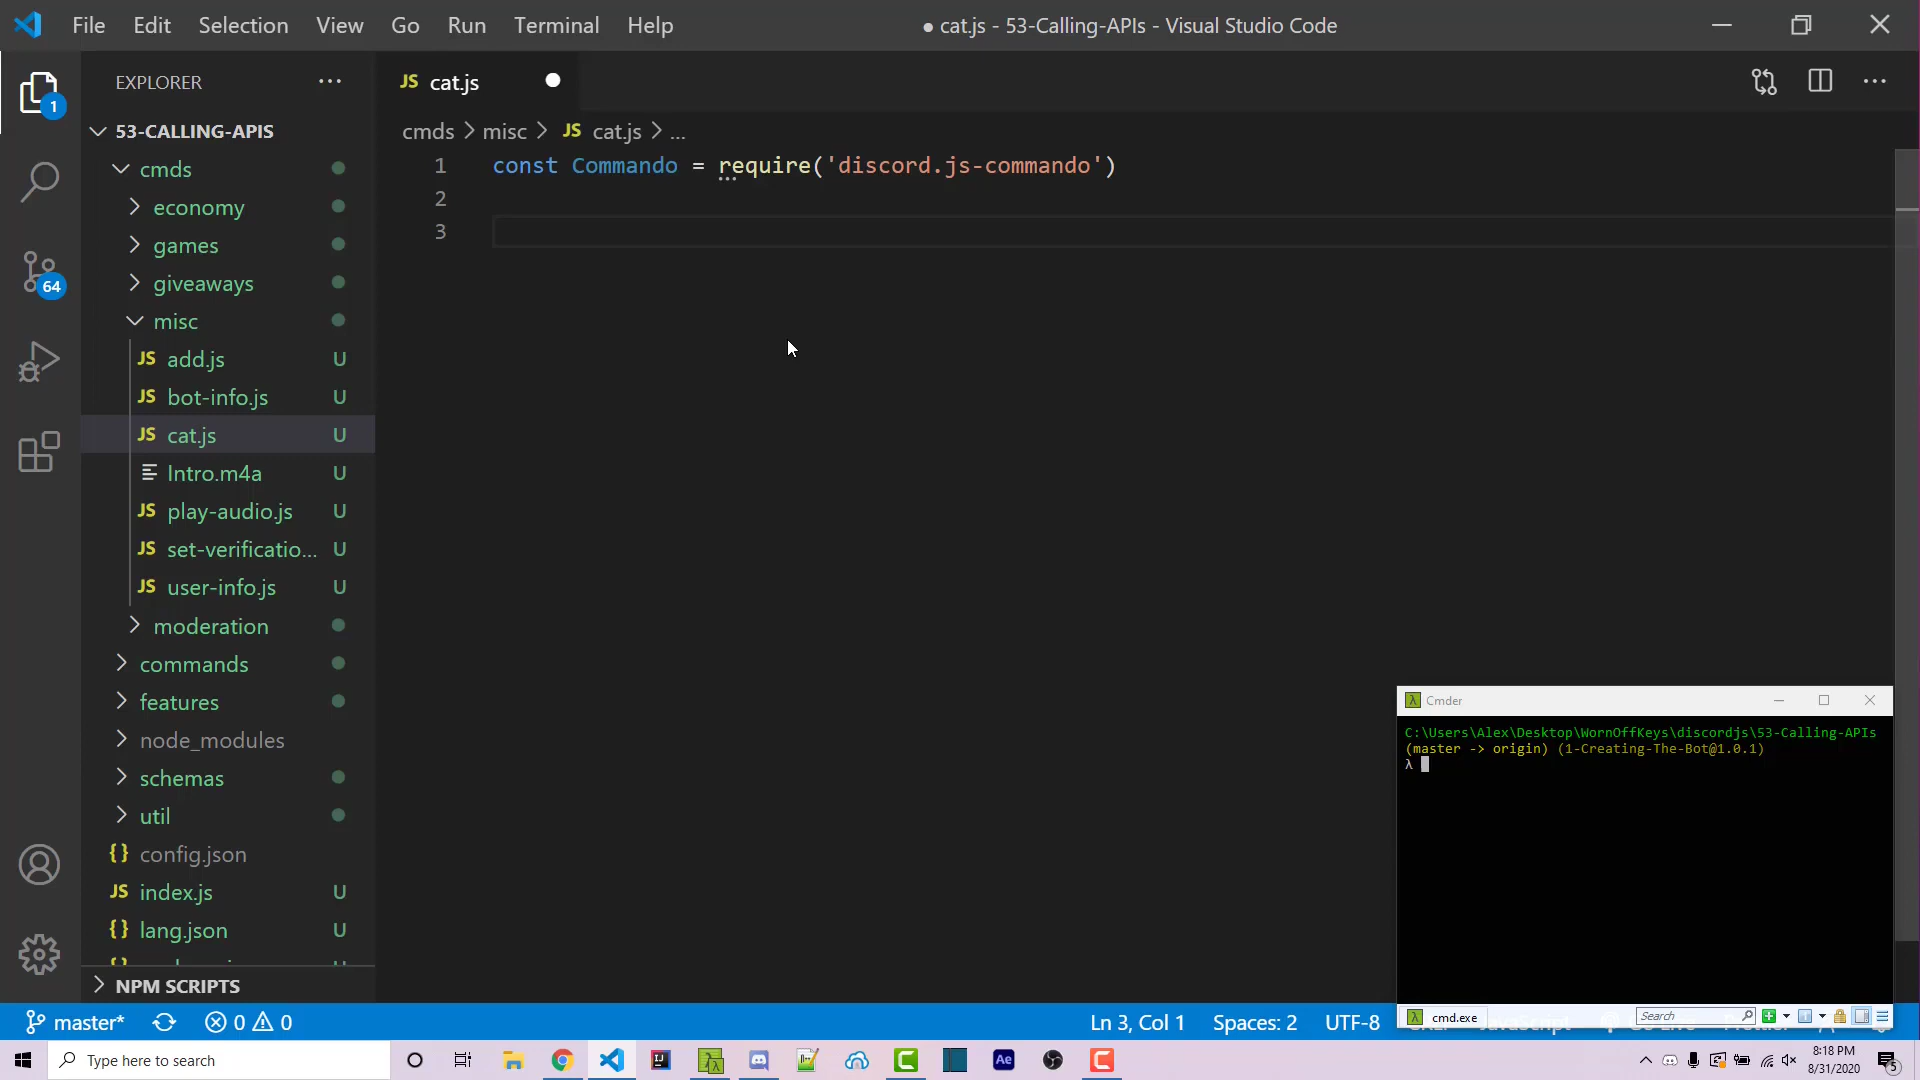 File Edit Selection View Go Run Terminal Help
● cat.js - 53-Calling-APIs - Visual Studio Code
EXPLORER
JS cat.js
53-CALLING-APIS
cmds > misc > JS cat.js > ...
1 const Commando = require('discord.js-commando')
2
3
cmds
economy
games
giveaways
misc
JS add.js U
JS bot-info.js U
JS cat.js U
Intro.m4a U
JS play-audio.js U
JS set-verificatio... U
JS user-info.js U
moderation
commands
features
node_modules
schemas
util
{} config.json
JS index.js U
{} lang.json U
NPM SCRIPTS
1
64
λ Cmder
C:\Users\Alex\Desktop\WornOffKeys\discordjs\53-Calling-APIs
(master -> origin) (1-Creating-The-Bot@1.0.1)
λ
λ cmd.exe
Search
master* 0 0
Ln 3, Col 1 Spaces: 2 UTF-8
Type here to search
Ae
8:18 PM
8/31/2020
5